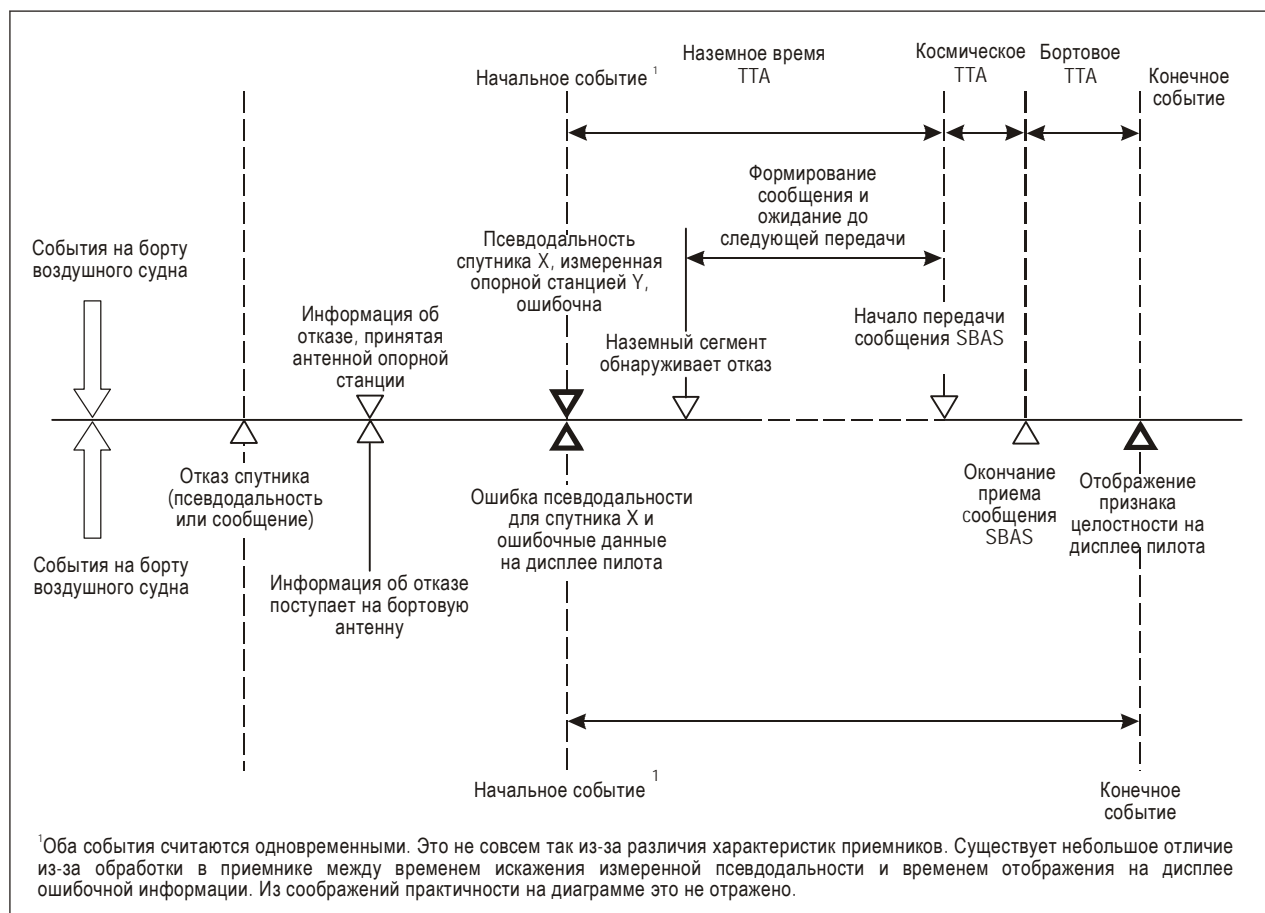 Начальное событие 1
Наземное время
TTA
Космическое
TTA
Бортовое
TTA
Конечное
событие
Формирование
сообщения и
ожидание до
следующей передачи
События на борту
воздушного судна
Псевдодальность
спутника X, измеренная
опорной станцией Y,
ошибочна
Информация об
отказе, принятая
антенной опорной
станции
Наземный сегмент
обнаруживает отказ
Начало передачи
сообщения SBAS
Отказ спутника
(псевдодальность
или сообщение)
Ошибка псевдодальности
для спутника X и
ошибочные данные
на дисплее пилота
Окончание
приема
сообщения
SBAS
Отображение
признака
целостности на
дисплее пилота
События на борту
воздушного судна
Информация об отказе
поступает на бортовую
антенну
Начальное событие 1
Конечное
событие
1Оба события считаются одновременными. Это не совсем так из-за различия характеристик приемников. Существует небольшое отличие
из-за обработки в приемнике между временем искажения измеренной псевдодальности и временем отображения на дисплее
ошибочной информации. Из соображений практичности на диаграмме это не отражено.